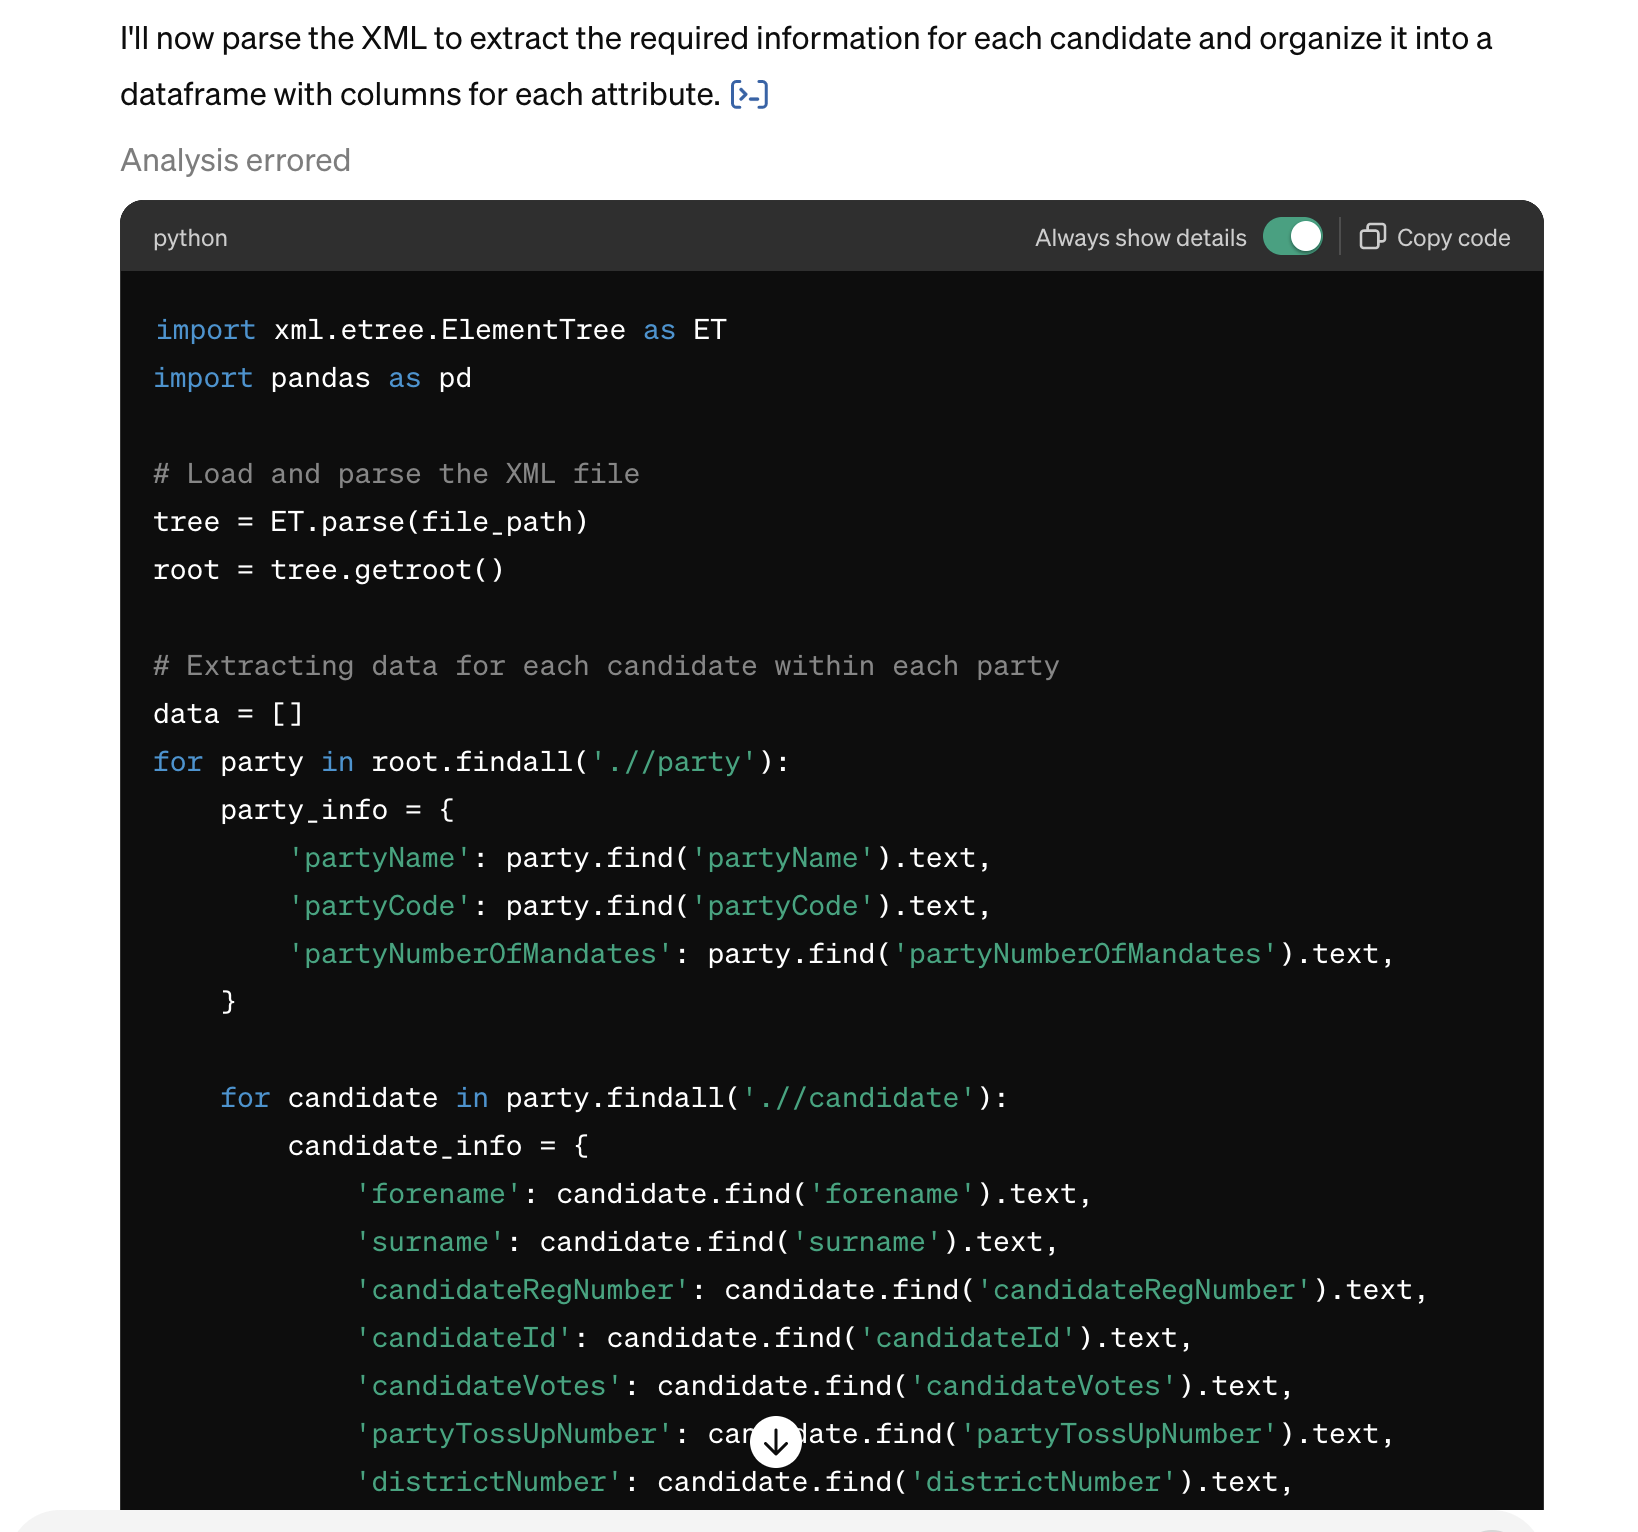 I'll now parse the XML to extract the required information for each candidate and organize it into a
dataframe with columns for each attribute. [>-]
Analysis errored
python
Always show details
Copy code
import xml.etree.ElementTree as ET
import pandas as pd
# Load and parse the XML file
tree = ET.parse(file_path)
root = tree.getroot()
# Extracting data for each candidate within each party
data = []
for party in root.findall('.//party'):
    party_info = {
        'partyName': party.find('partyName').text,
        'partyCode': party.find('partyCode').text,
        'partyNumberOfMandates': party.find('partyNumberOfMandates').text,
    }
    for candidate in party.findall('.//candidate'):
        candidate_info = {
            'forename': candidate.find('forename').text,
            'surname': candidate.find('surname').text,
            'candidateRegNumber': candidate.find('candidateRegNumber').text,
            'candidateId': candidate.find('candidateId').text,
            'candidateVotes': candidate.find('candidateVotes').text,
            'partyTossUpNumber': candidate.find('partyTossUpNumber').text,
            'districtNumber': candidate.find('districtNumber').text,